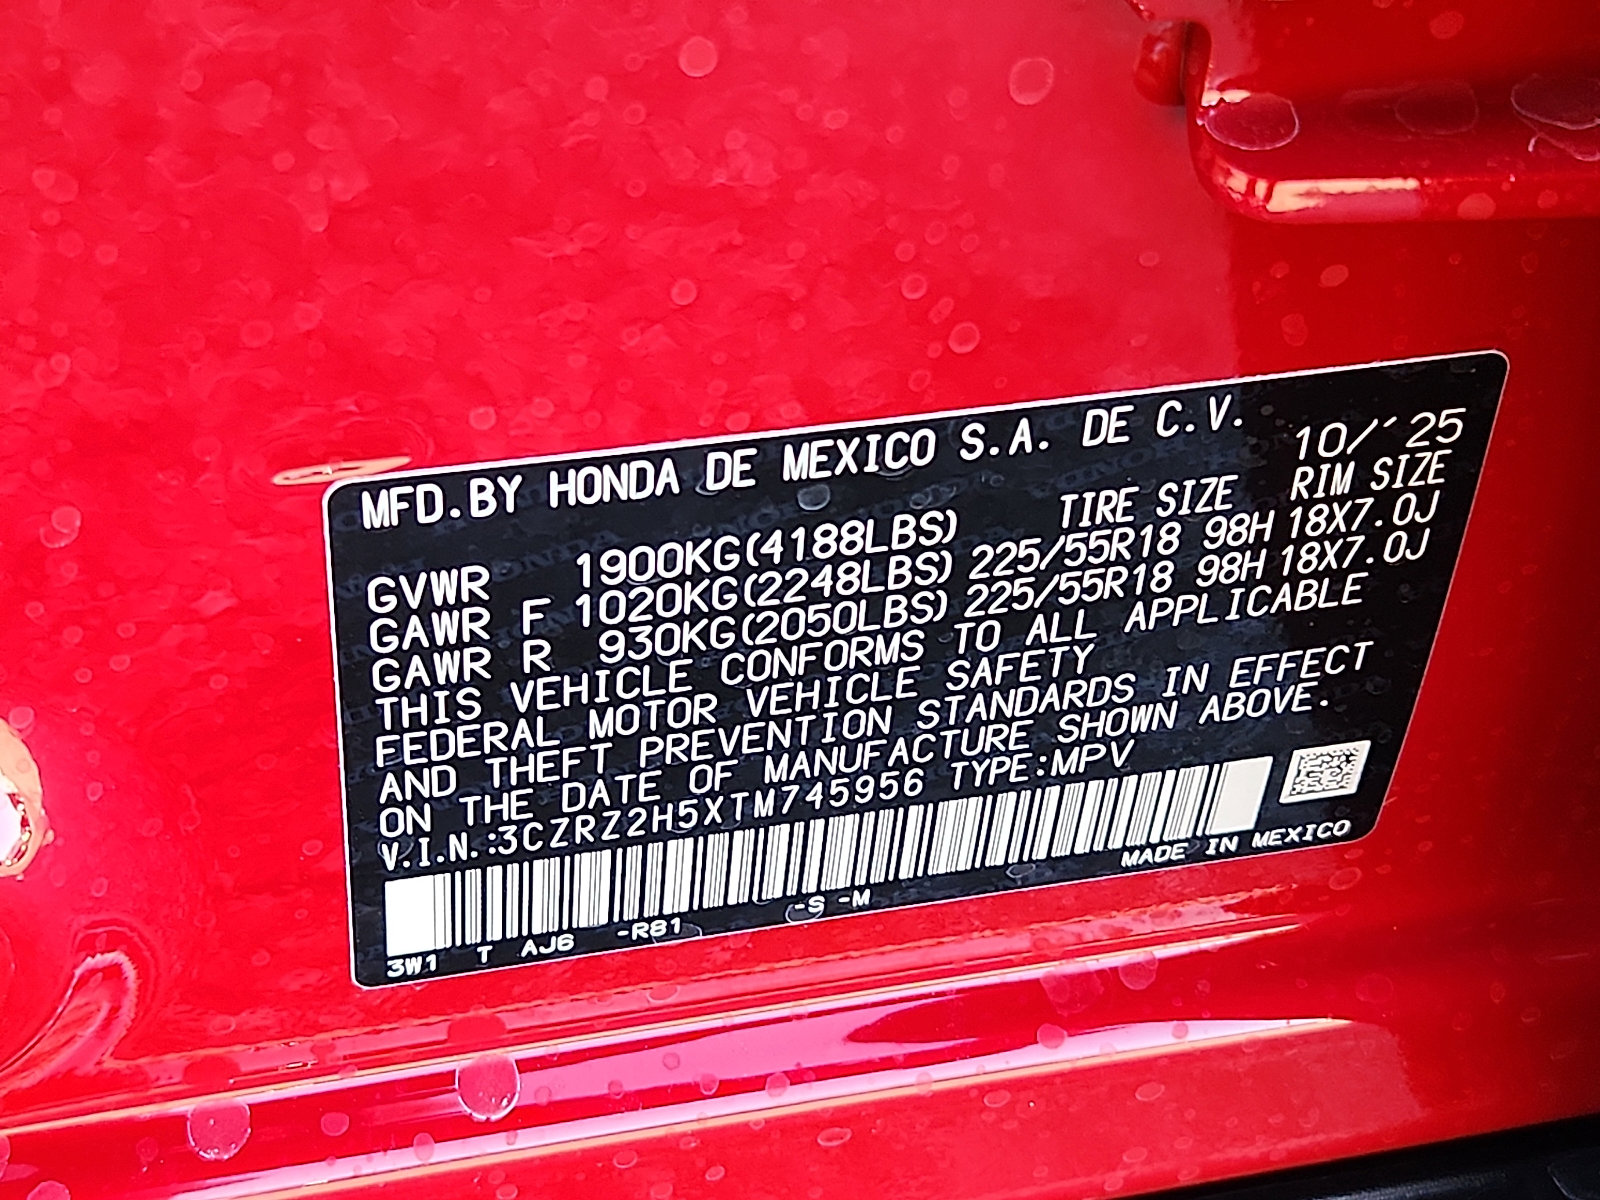 MFD.BY HONDA DE MEXICO S.A. DE C.V. 10/´25
TIRE SIZE RIM SIZE
GVWR 1900KG(4188LBS)
GAWR F 1020KG(2248LBS) 225/55R18 98H 18X7.0J
GAWR R 930KG(2050LBS) 225/55R18 98H 18X7.0J
THIS VEHICLE CONFORMS TO ALL APPLICABLE
FEDERAL MOTOR VEHICLE SAFETY
AND THEFT PREVENTION STANDARDS IN EFFECT
ON THE DATE OF MANUFACTURE SHOWN ABOVE.
V.I.N.:3CZRZ2H5XTM745956 TYPE:MPV
MADE IN MEXICO
3W1 T AJ6 -R81 -S -M